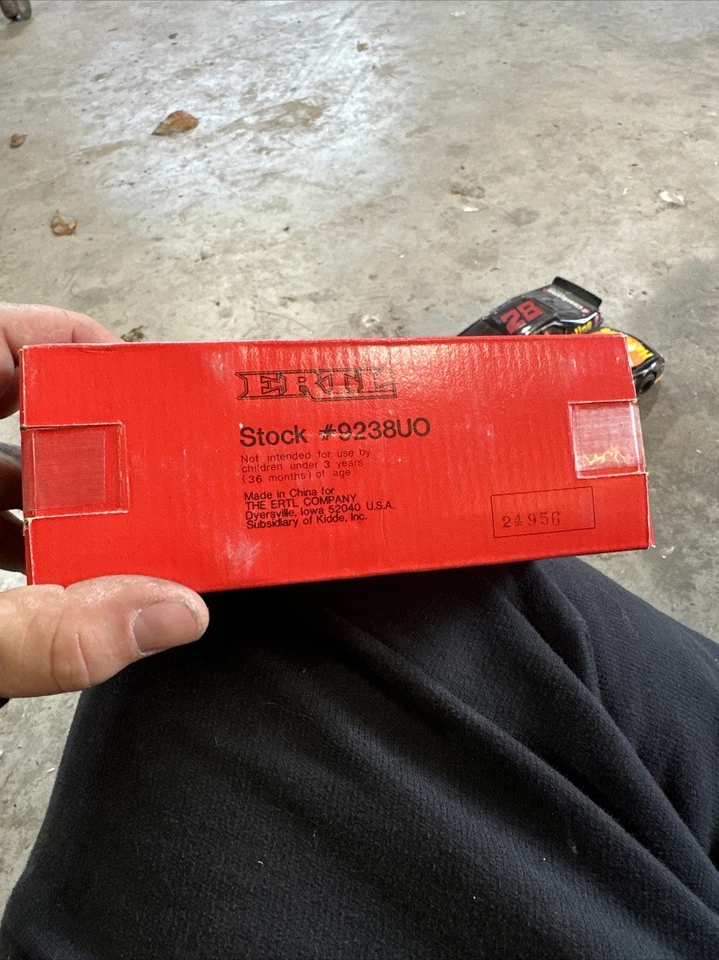 28
ERTL
Stock #9238UO
Not intended for use by
children under 3 years
(36 months) of age
Made in China for
THE ERTL COMPANY
Dyersville, Iowa 52040 U.S.A.
Subsidiary of Kidde, Inc.
24956